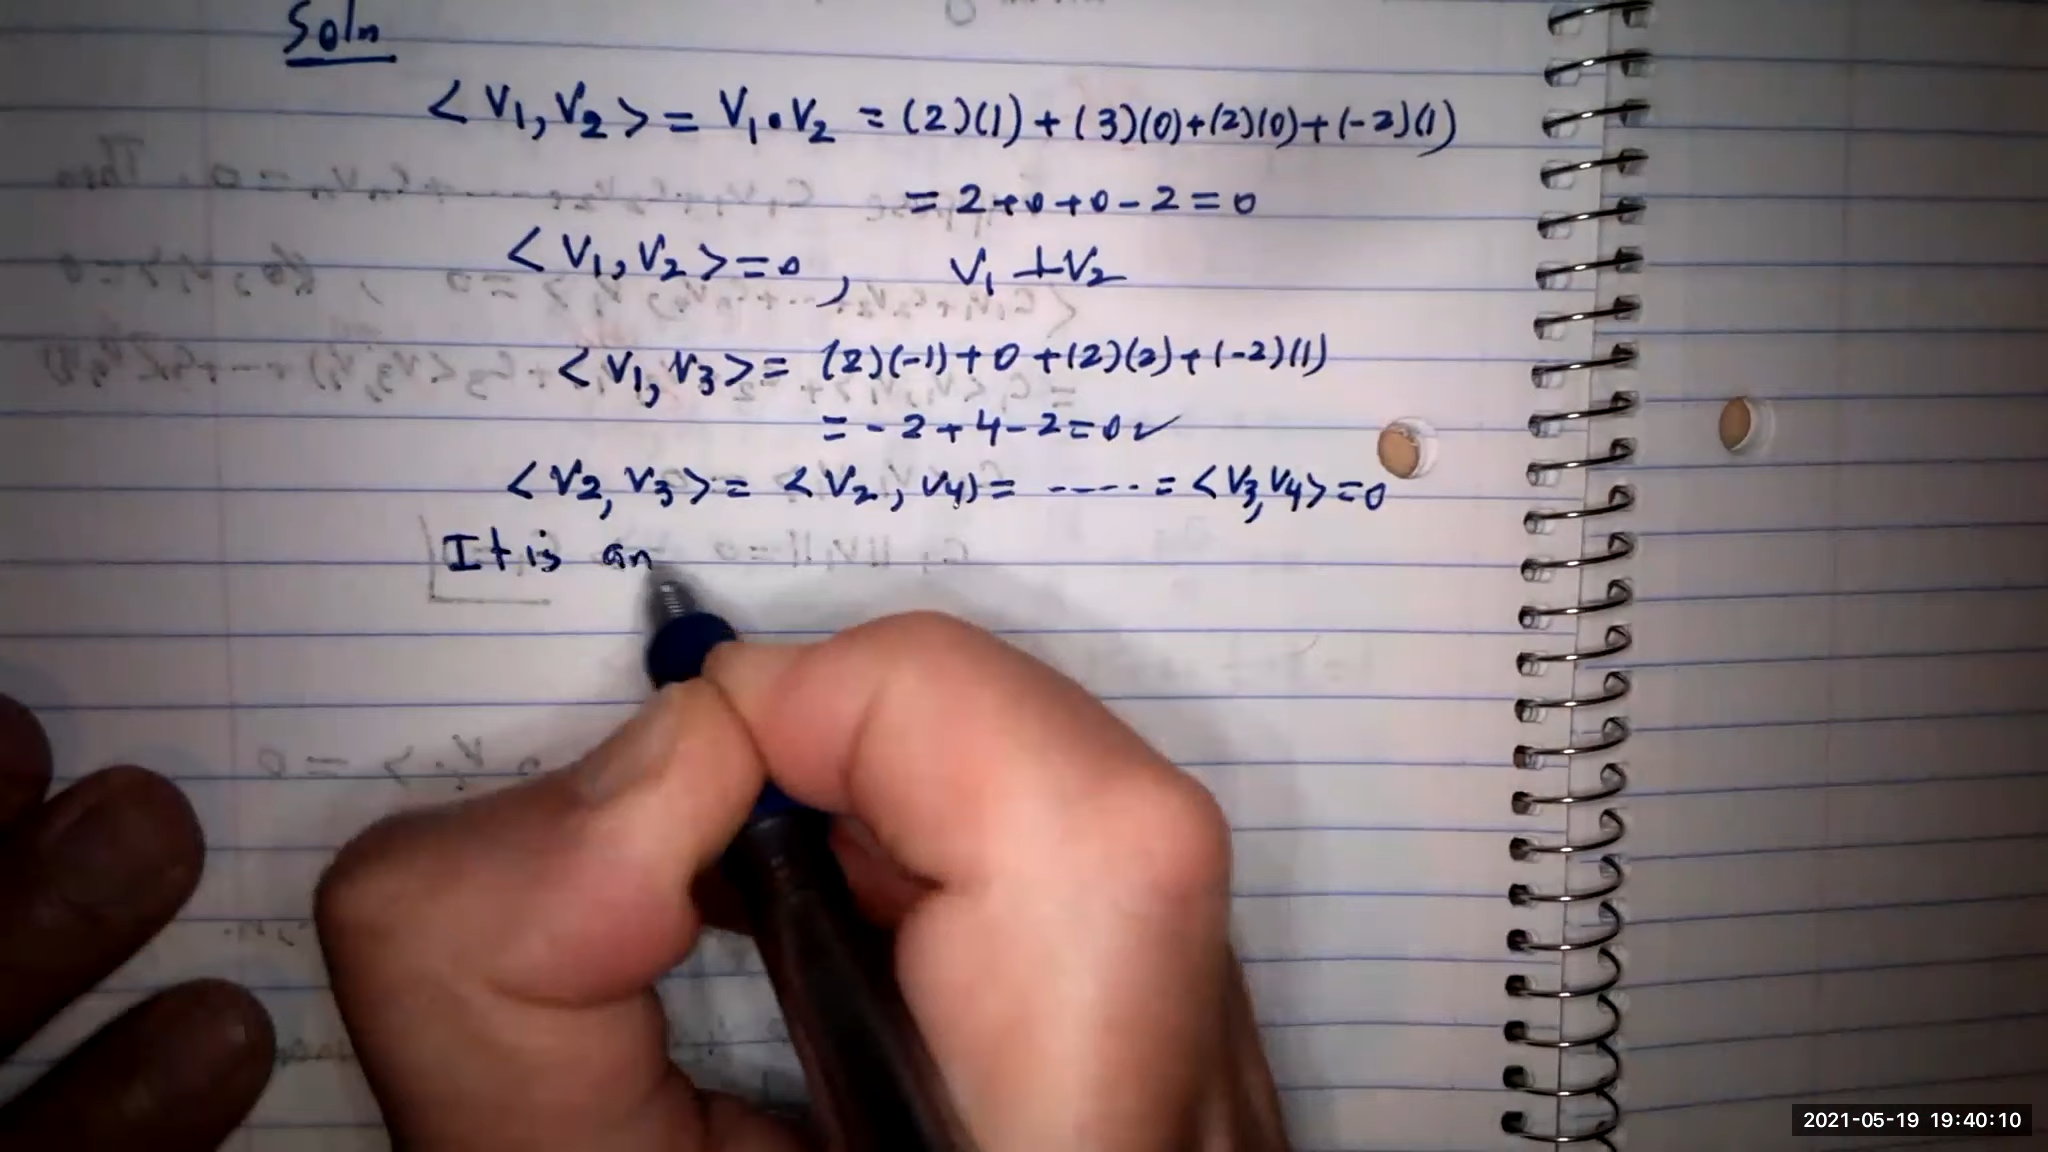 Soln
< V1, V2 > = V1 • V2 = (2)(1) + (3)(0) + (2)(0) + (-2)(1)
= 2 + 0 + 0 - 2 = 0
< V1, V2 > = 0 , V1 ⊥ V2
< V1, V3 > = (2)(-1) + 0 + (2)(2) + (-2)(1)
= - 2 + 4 - 2 = 0 ✓
< V2, V3 > = < V2, V4) = ----- = < V3, V4 > = 0
It is an
2021-05-19 19:40:10